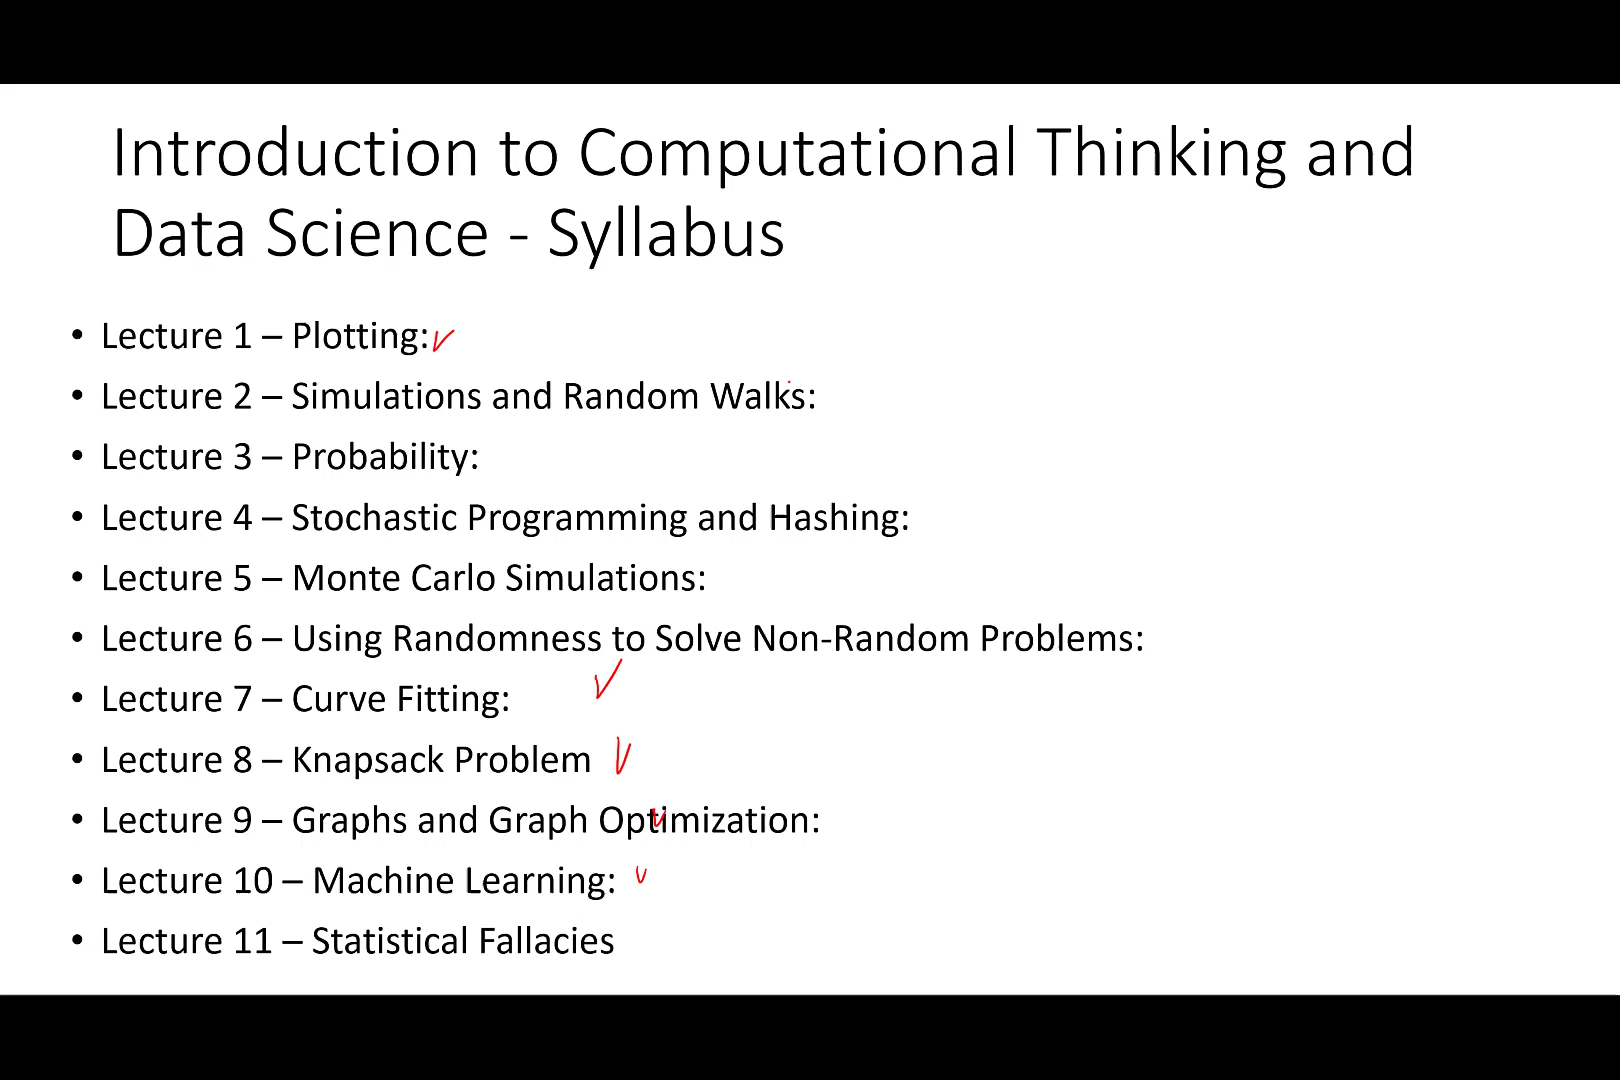 Introduction to Computational Thinking and
Data Science - Syllabus
• Lecture 1 – Plotting:
• Lecture 2 – Simulations and Random Walks:
• Lecture 3 – Probability:
• Lecture 4 – Stochastic Programming and Hashing:
• Lecture 5 – Monte Carlo Simulations:
• Lecture 6 – Using Randomness to Solve Non-Random Problems:
• Lecture 7 – Curve Fitting:
• Lecture 8 – Knapsack Problem
• Lecture 9 – Graphs and Graph Optimization:
• Lecture 10 – Machine Learning:
• Lecture 11 – Statistical Fallacies